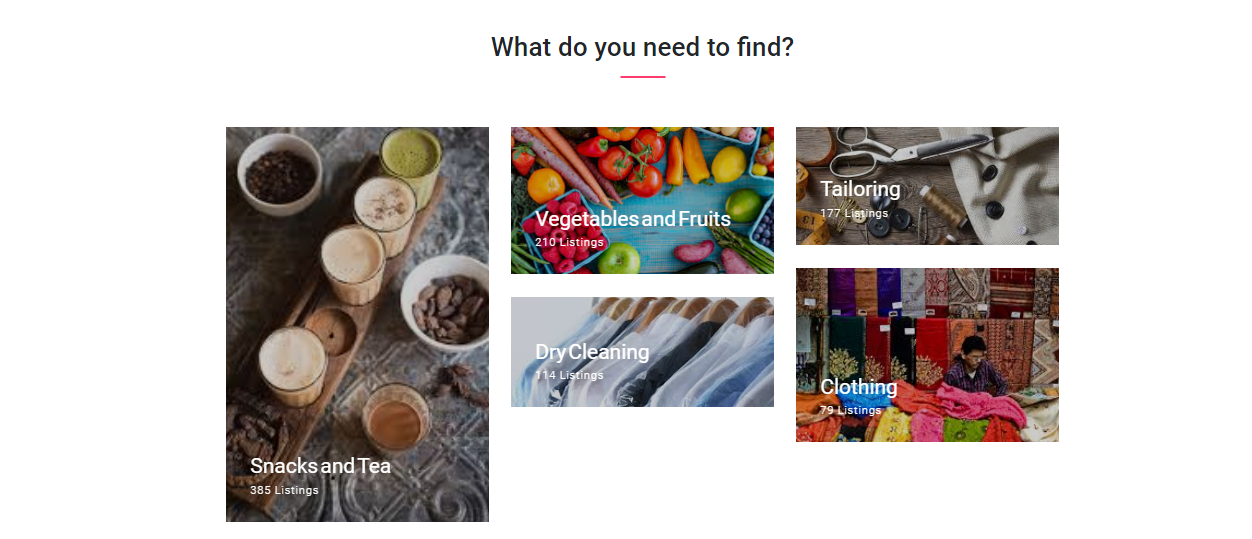 What do you need to find?
Snacks and Tea
385 Listings
Vegetables and Fruits
210 Listings
Dry Cleaning
114 Listings
Tailoring
177 Listings
Clothing
79 Listings